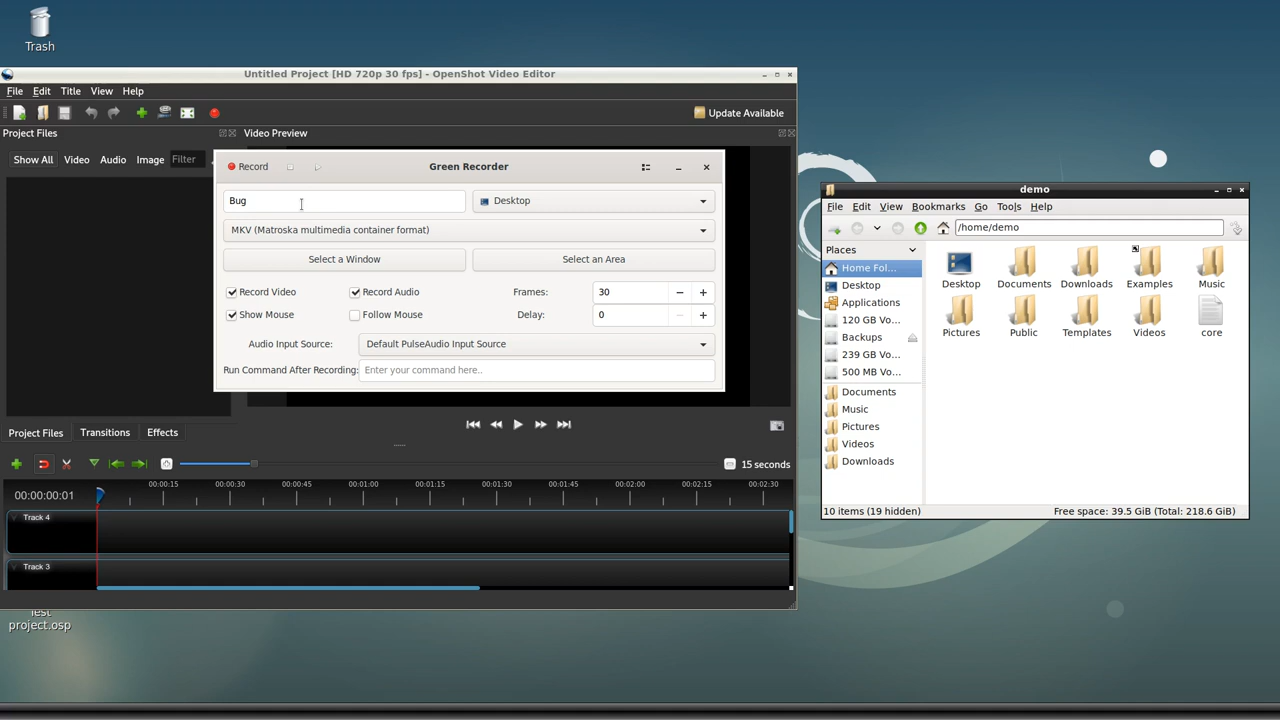 Trash
Untitled Project [HD 720p 30 fps] - OpenShot Video Editor
File Edit Title View Help
Update Available
Project Files
Video Preview
Show All Video Audio Image Filter
Record
Green Recorder
Bug
Desktop
MKV (Matroska multimedia container format)
Select a Window
Select an Area
Record Video
Record Audio
Frames: 30
Show Mouse
Follow Mouse
Delay: 0
Audio Input Source: Default PulseAudio Input Source
Run Command After Recording: Enter your command here..
Project Files Transitions Effects
15 seconds
00:00:00:01
00:00:15 00:00:30 00:00:45 00:01:00 00:01:15 00:01:30 00:01:45 00:02:00 00:02:15 00:02:30
Track 4
Track 3
project.osp
demo
File Edit View Bookmarks Go Tools Help
/home/demo
Places
Home Fol...
Desktop
Applications
120 GB Vo...
Backups
239 GB Vo...
500 MB Vo...
Documents
Music
Pictures
Videos
Downloads
Desktop Documents Downloads Examples Music
Pictures Public Templates Videos core
10 items (19 hidden)
Free space: 39.5 GiB (Total: 218.6 GiB)